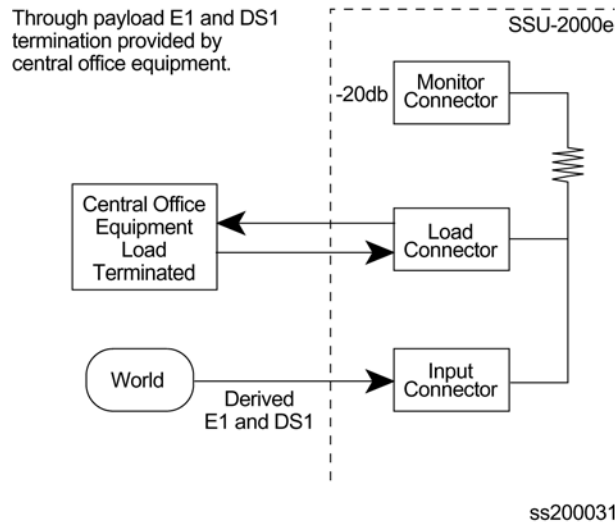 Through payload E1 and DS1
termination provided by
central office equipment.
SSU-2000e
-20db
Monitor
Connector
Central Office
Equipment
Load
Terminated
Load
Connector
World
Derived
E1 and DS1
Input
Connector
ss200031